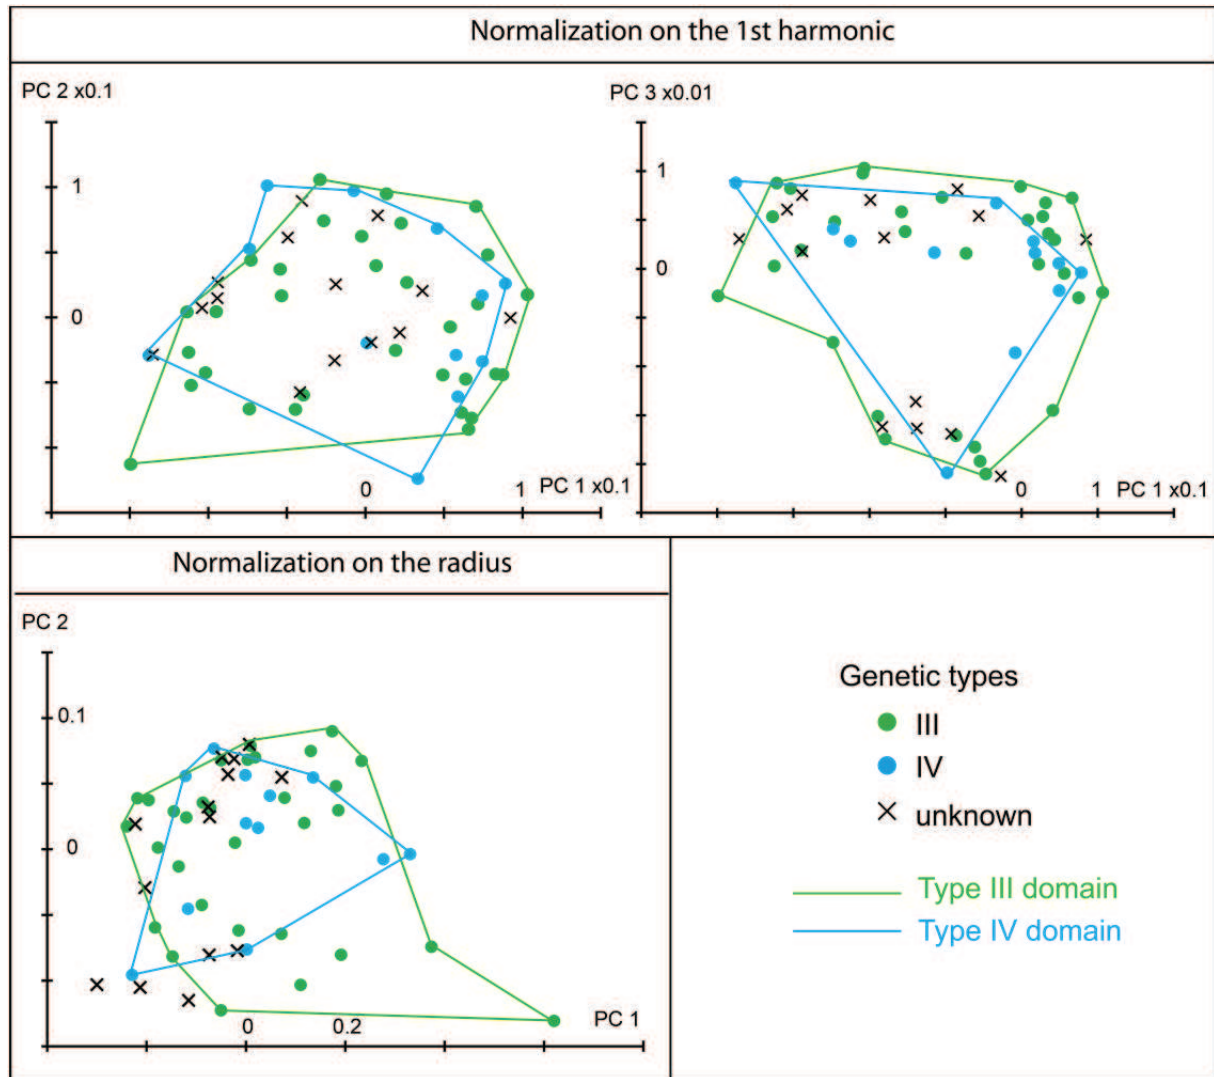 Normalization on the 1st harmonic
PC 2 x0.1
1
0
0
1
PC 1 x0.1
PC 3 x0.01
1
0
0
1
PC 1 x0.1
Normalization on the radius
PC 2
0.1
0
0
0.2
PC 1
Genetic types
III
IV
unknown
Type III domain
Type IV domain